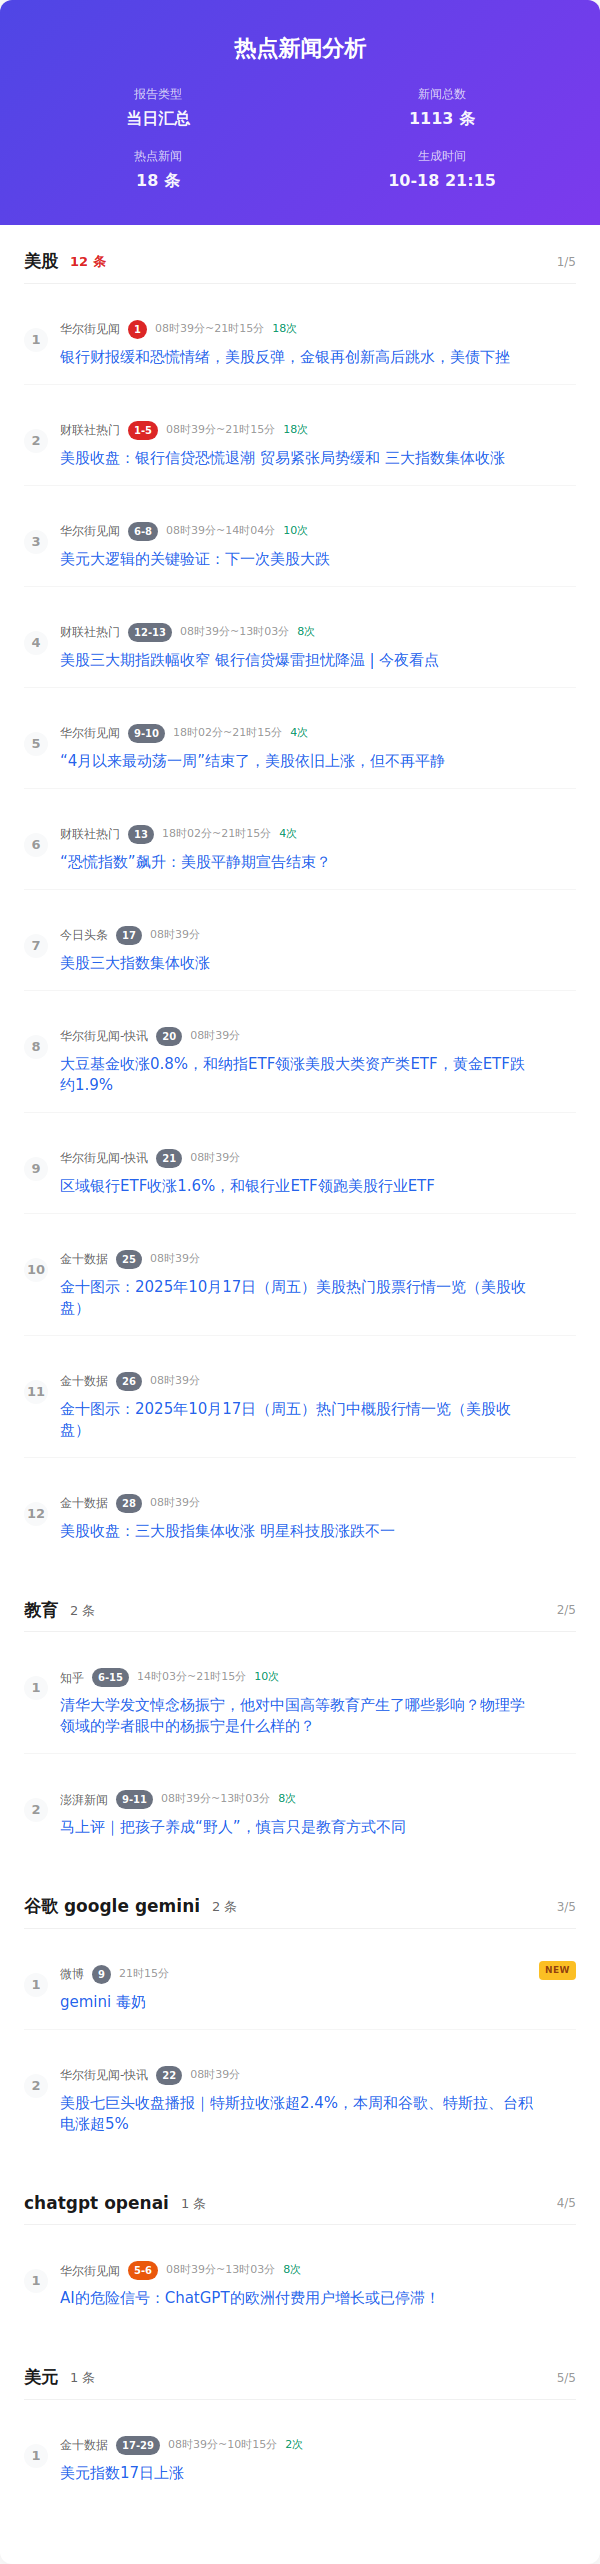 热点新闻分析
报告类型
当日汇总
新闻总数
1113 条
热点新闻
18 条
生成时间
10-18 21:15
美股 12 条 1/5
1
华尔街见闻 1 08时39分~21时15分 18次
银行财报缓和恐慌情绪，美股反弹，金银再创新高后跳水，美债下挫
2
财联社热门 1-5 08时39分~21时15分 18次
美股收盘：银行信贷恐慌退潮 贸易紧张局势缓和 三大指数集体收涨
3
华尔街见闻 6-8 08时39分~14时04分 10次
美元大逻辑的关键验证：下一次美股大跌
4
财联社热门 12-13 08时39分~13时03分 8次
美股三大期指跌幅收窄 银行信贷爆雷担忧降温 | 今夜看点
5
华尔街见闻 9-10 18时02分~21时15分 4次
“4月以来最动荡一周”结束了，美股依旧上涨，但不再平静
6
财联社热门 13 18时02分~21时15分 4次
“恐慌指数”飙升：美股平静期宣告结束？
7
今日头条 17 08时39分
美股三大指数集体收涨
8
华尔街见闻-快讯 20 08时39分
大豆基金收涨0.8%，和纳指ETF领涨美股大类资产类ETF，黄金ETF跌
约1.9%
9
华尔街见闻-快讯 21 08时39分
区域银行ETF收涨1.6%，和银行业ETF领跑美股行业ETF
10
金十数据 25 08时39分
金十图示：2025年10月17日（周五）美股热门股票行情一览（美股收
盘）
11
金十数据 26 08时39分
金十图示：2025年10月17日（周五）热门中概股行情一览（美股收
盘）
12
金十数据 28 08时39分
美股收盘：三大股指集体收涨 明星科技股涨跌不一
教育 2 条 2/5
1
知乎 6-15 14时03分~21时15分 10次
清华大学发文悼念杨振宁，他对中国高等教育产生了哪些影响？物理学
领域的学者眼中的杨振宁是什么样的？
2
澎湃新闻 9-11 08时39分~13时03分 8次
马上评｜把孩子养成“野人”，慎言只是教育方式不同
谷歌 google gemini 2 条 3/5
1
微博 9 21时15分 NEW
gemini 毒奶
2
华尔街见闻-快讯 22 08时39分
美股七巨头收盘播报｜特斯拉收涨超2.4%，本周和谷歌、特斯拉、台积
电涨超5%
chatgpt openai 1 条 4/5
1
华尔街见闻 5-6 08时39分~13时03分 8次
AI的危险信号：ChatGPT的欧洲付费用户增长或已停滞！
美元 1 条 5/5
1
金十数据 17-29 08时39分~10时15分 2次
美元指数17日上涨